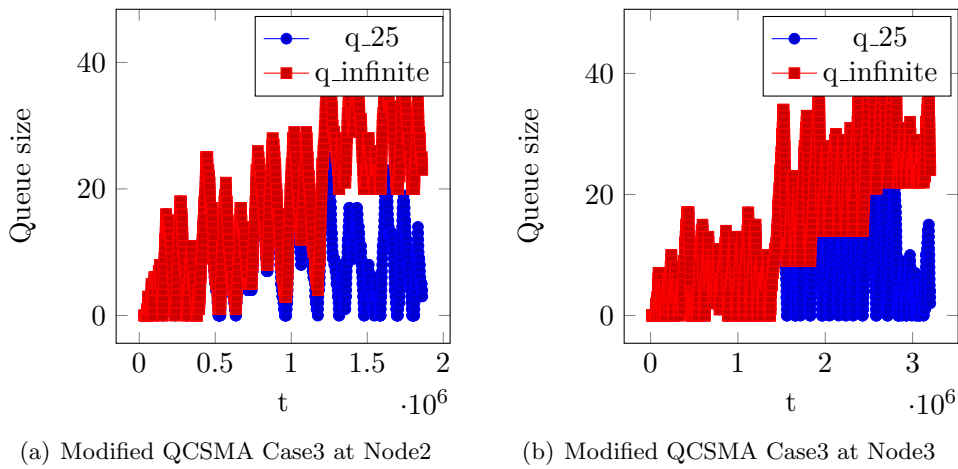 q_25
q_infinite
40
20
0
Queue size
0
0.5
1
1.5
2
t
·10^6
(a) Modified QCSMA Case3 at Node2
q_25
q_infinite
40
20
0
Queue size
0
1
2
3
t
·10^6
(b) Modified QCSMA Case3 at Node3